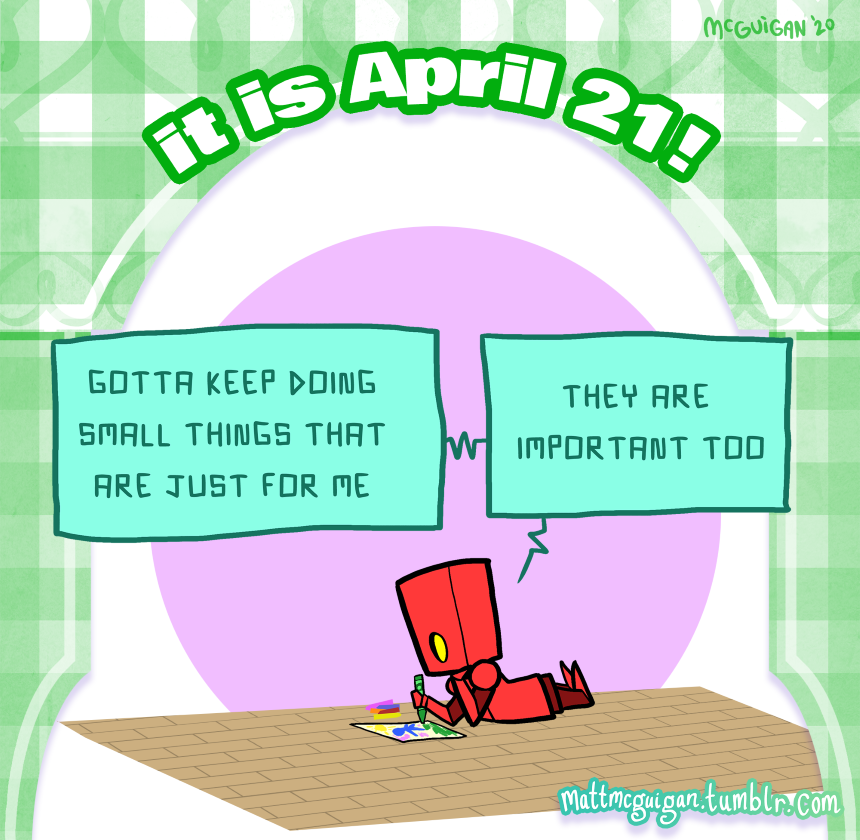 McGUiGAN '20
it is April 21!
GOTTA KEEP DOING
SMALL THINGS THAT
ARE JUST FOR ME
THEY ARE
IMPORTANT TOO
mattmcguigan.tumblr.com